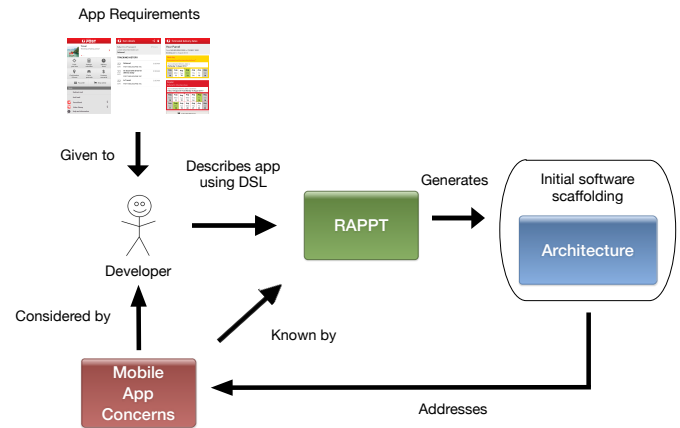 App Requirements
Given to
Describes app
using DSL
Generates
Initial software
scaffolding
RAPPT
Architecture
Developer
Considered by
Known by
Mobile
App
Concerns
Addresses